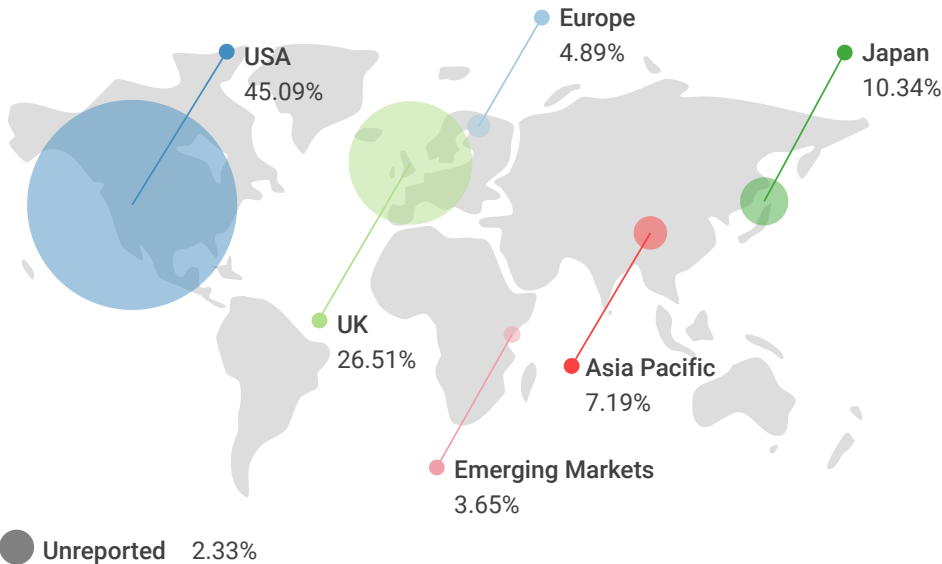 USA
45.09%
Europe
4.89%
Japan
10.34%
UK
26.51%
Asia Pacific
7.19%
Emerging Markets
3.65%
Unreported 2.33%